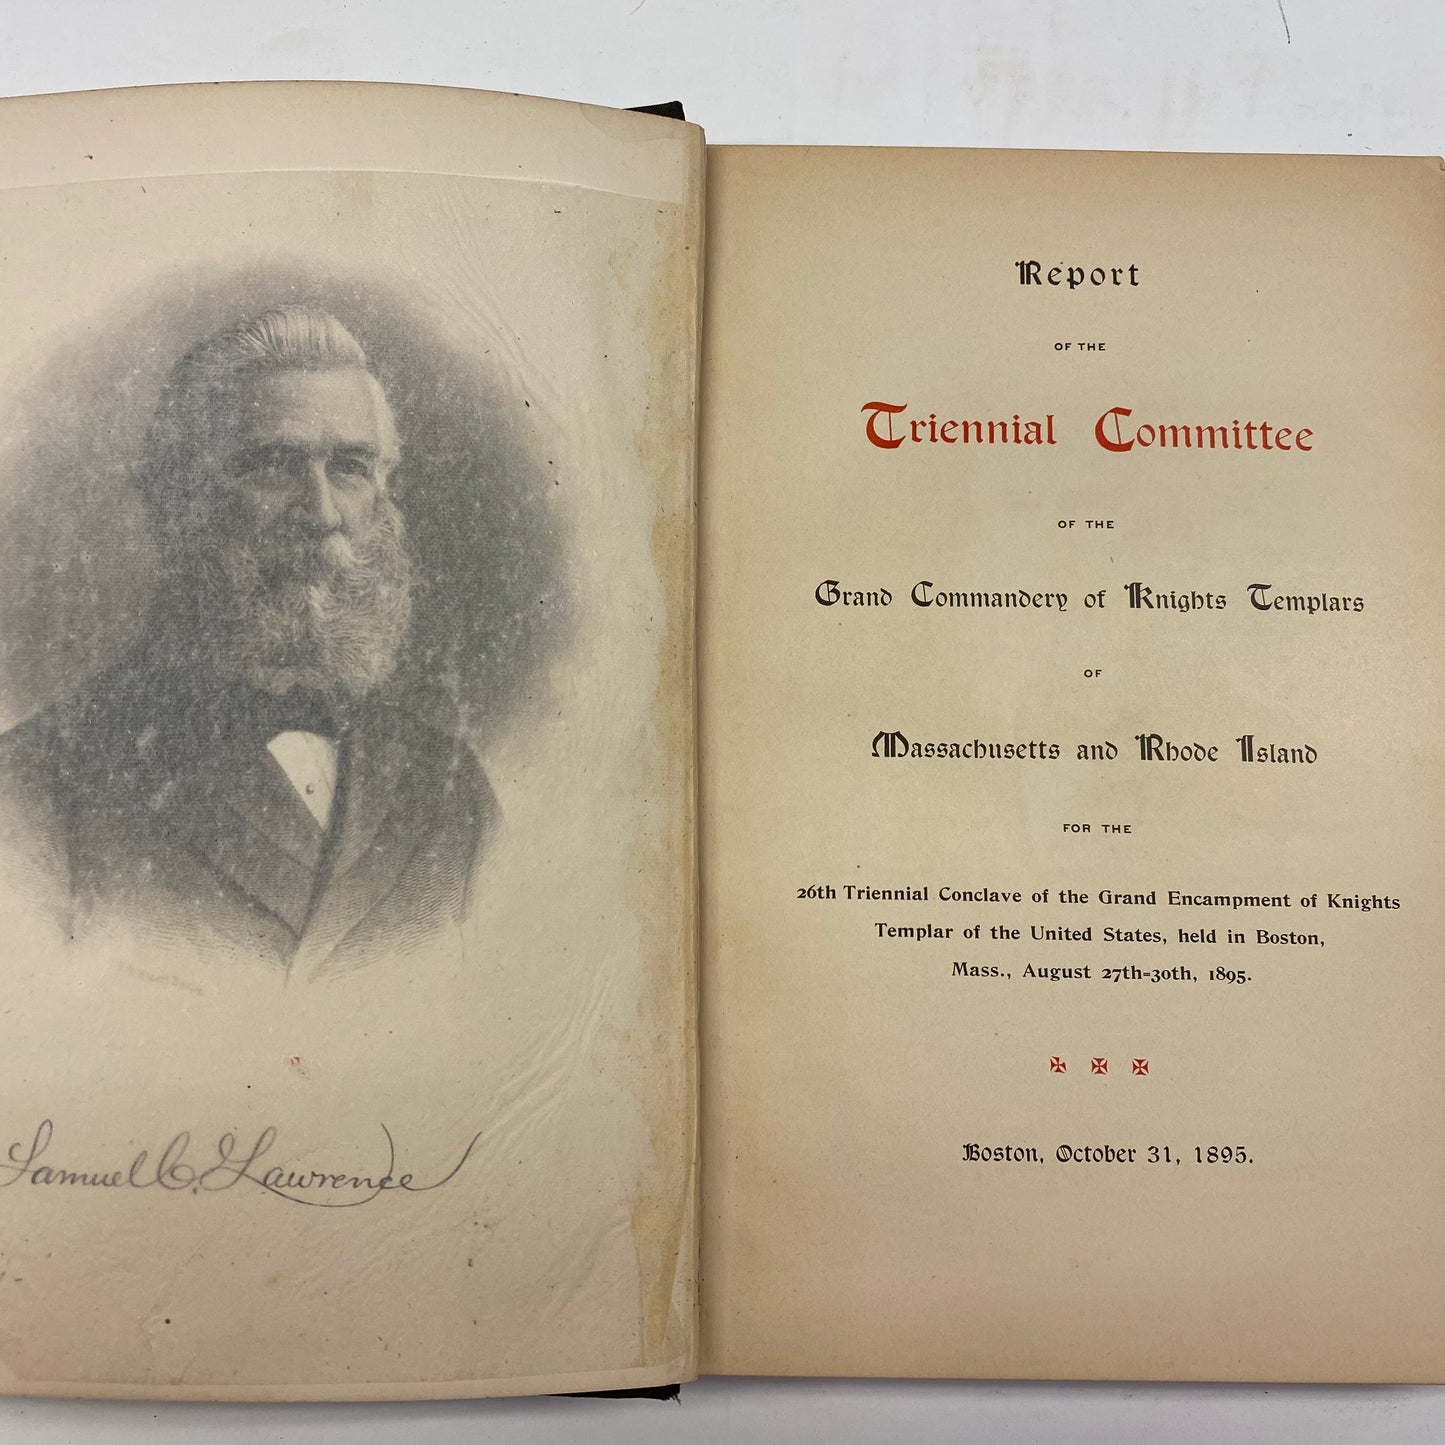 Samuel C. Lawrence
Report
OF THE
Triennial Committee
OF THE
Grand Commandery of Knights Templars
OF
Massachusetts and Rhode Island
FOR THE
26th Triennial Conclave of the Grand Encampment of Knights
Templar of the United States, held in Boston,
Mass., August 27th=30th, 1895.
Boston, October 31, 1895.